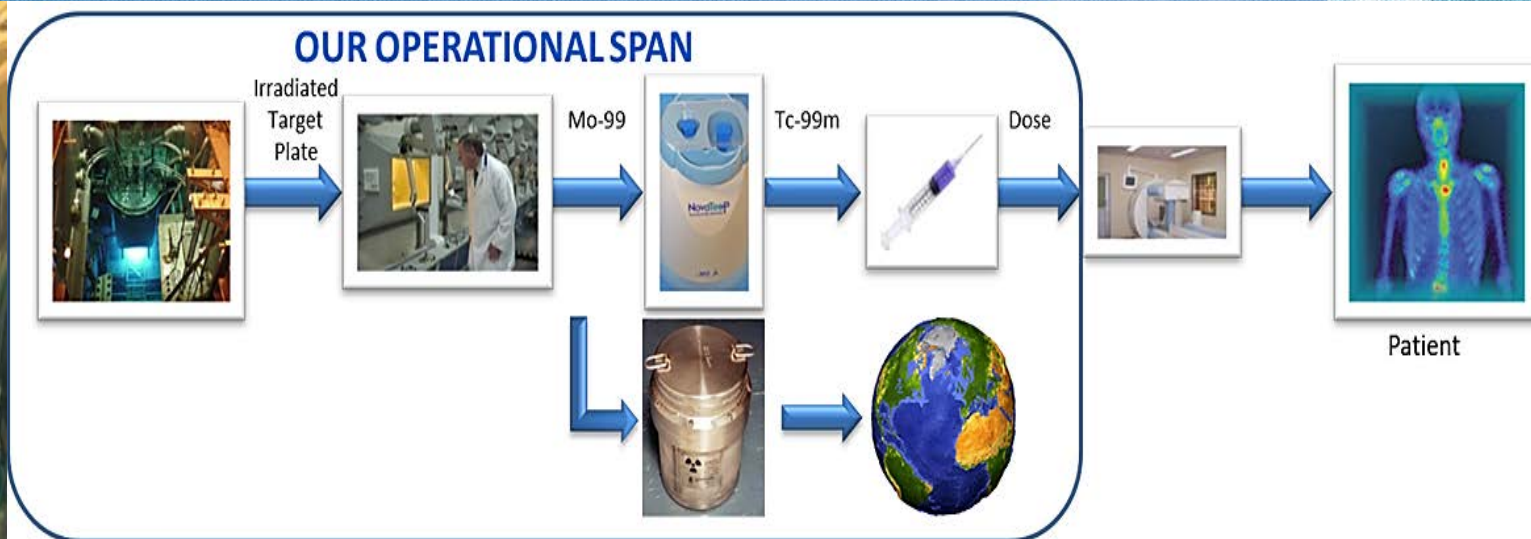 OUR OPERATIONAL SPAN
Irradiated
Target
Plate
Mo-99
Tc-99m
Dose
Patient